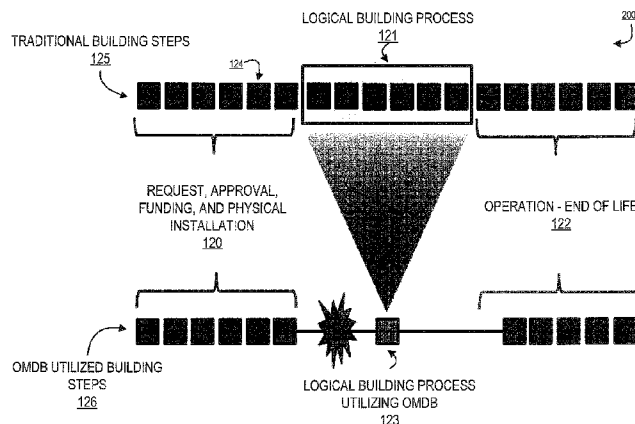 LOGICAL BUILDING PROCESS
121
200
TRADITIONAL BUILDING STEPS
125
124
REQUEST, APPROVAL,
FUNDING, AND PHYSICAL
INSTALLATION
120
OPERATION - END OF LIFE
122
OMDB UTILIZED BUILDING
STEPS
126
LOGICAL BUILDING PROCESS
UTILIZING OMDB
123